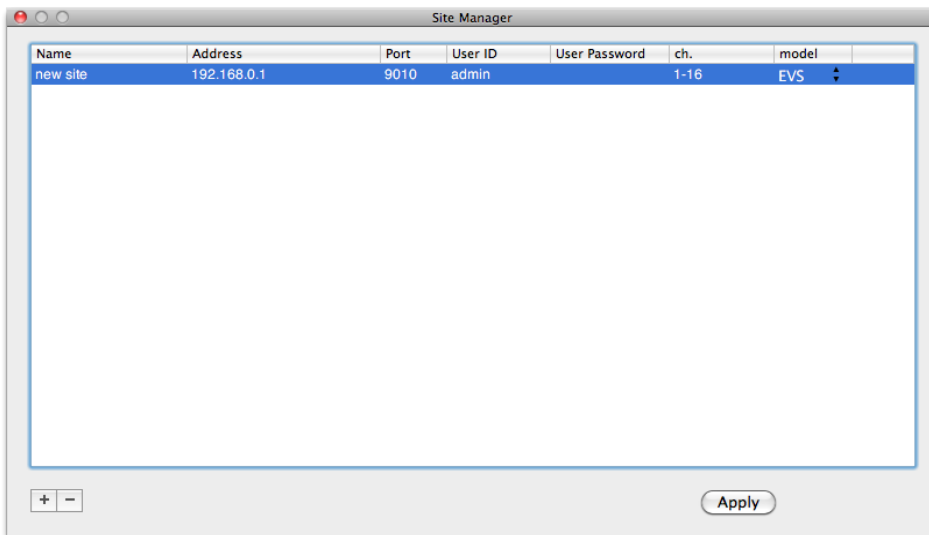 Site Manager
Name Address Port User ID User Password ch. model
new site 192.168.0.1 9010 admin 1-16 EVS
+ −
Apply